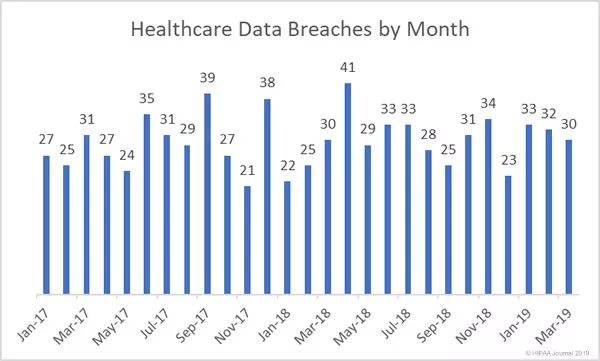 Healthcare Data Breaches by Month
27
25
31
27
24
35
31
29
39
27
21
38
22
25
30
41
29
33
33
28
25
31
34
23
33
32
30
Jan-17
Mar-17
May-17
Jul-17
Sep-17
Nov-17
Jan-18
Mar-18
May-18
Jul-18
Sep-18
Nov-18
Jan-19
Mar-19
© HIPAA Journal 2019